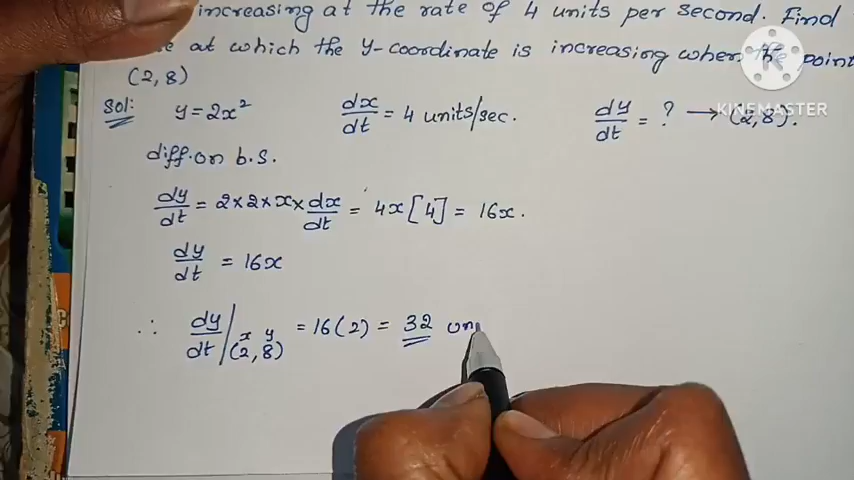 increasing at the rate of 4 units per second. Find
at which the y-coordinate is increasing when the point
(2,8)
Sol: y = 2x² dx/dt = 4 units/sec. dy/dt = ? → (2,8).
KINEMASTER
diff. on b.s.
dy/dt = 2×2×x×dx/dt = 4x[4] = 16x.
dy/dt = 16x
∴ dy/dt|(2,8) x y = 16(2) = 32 un